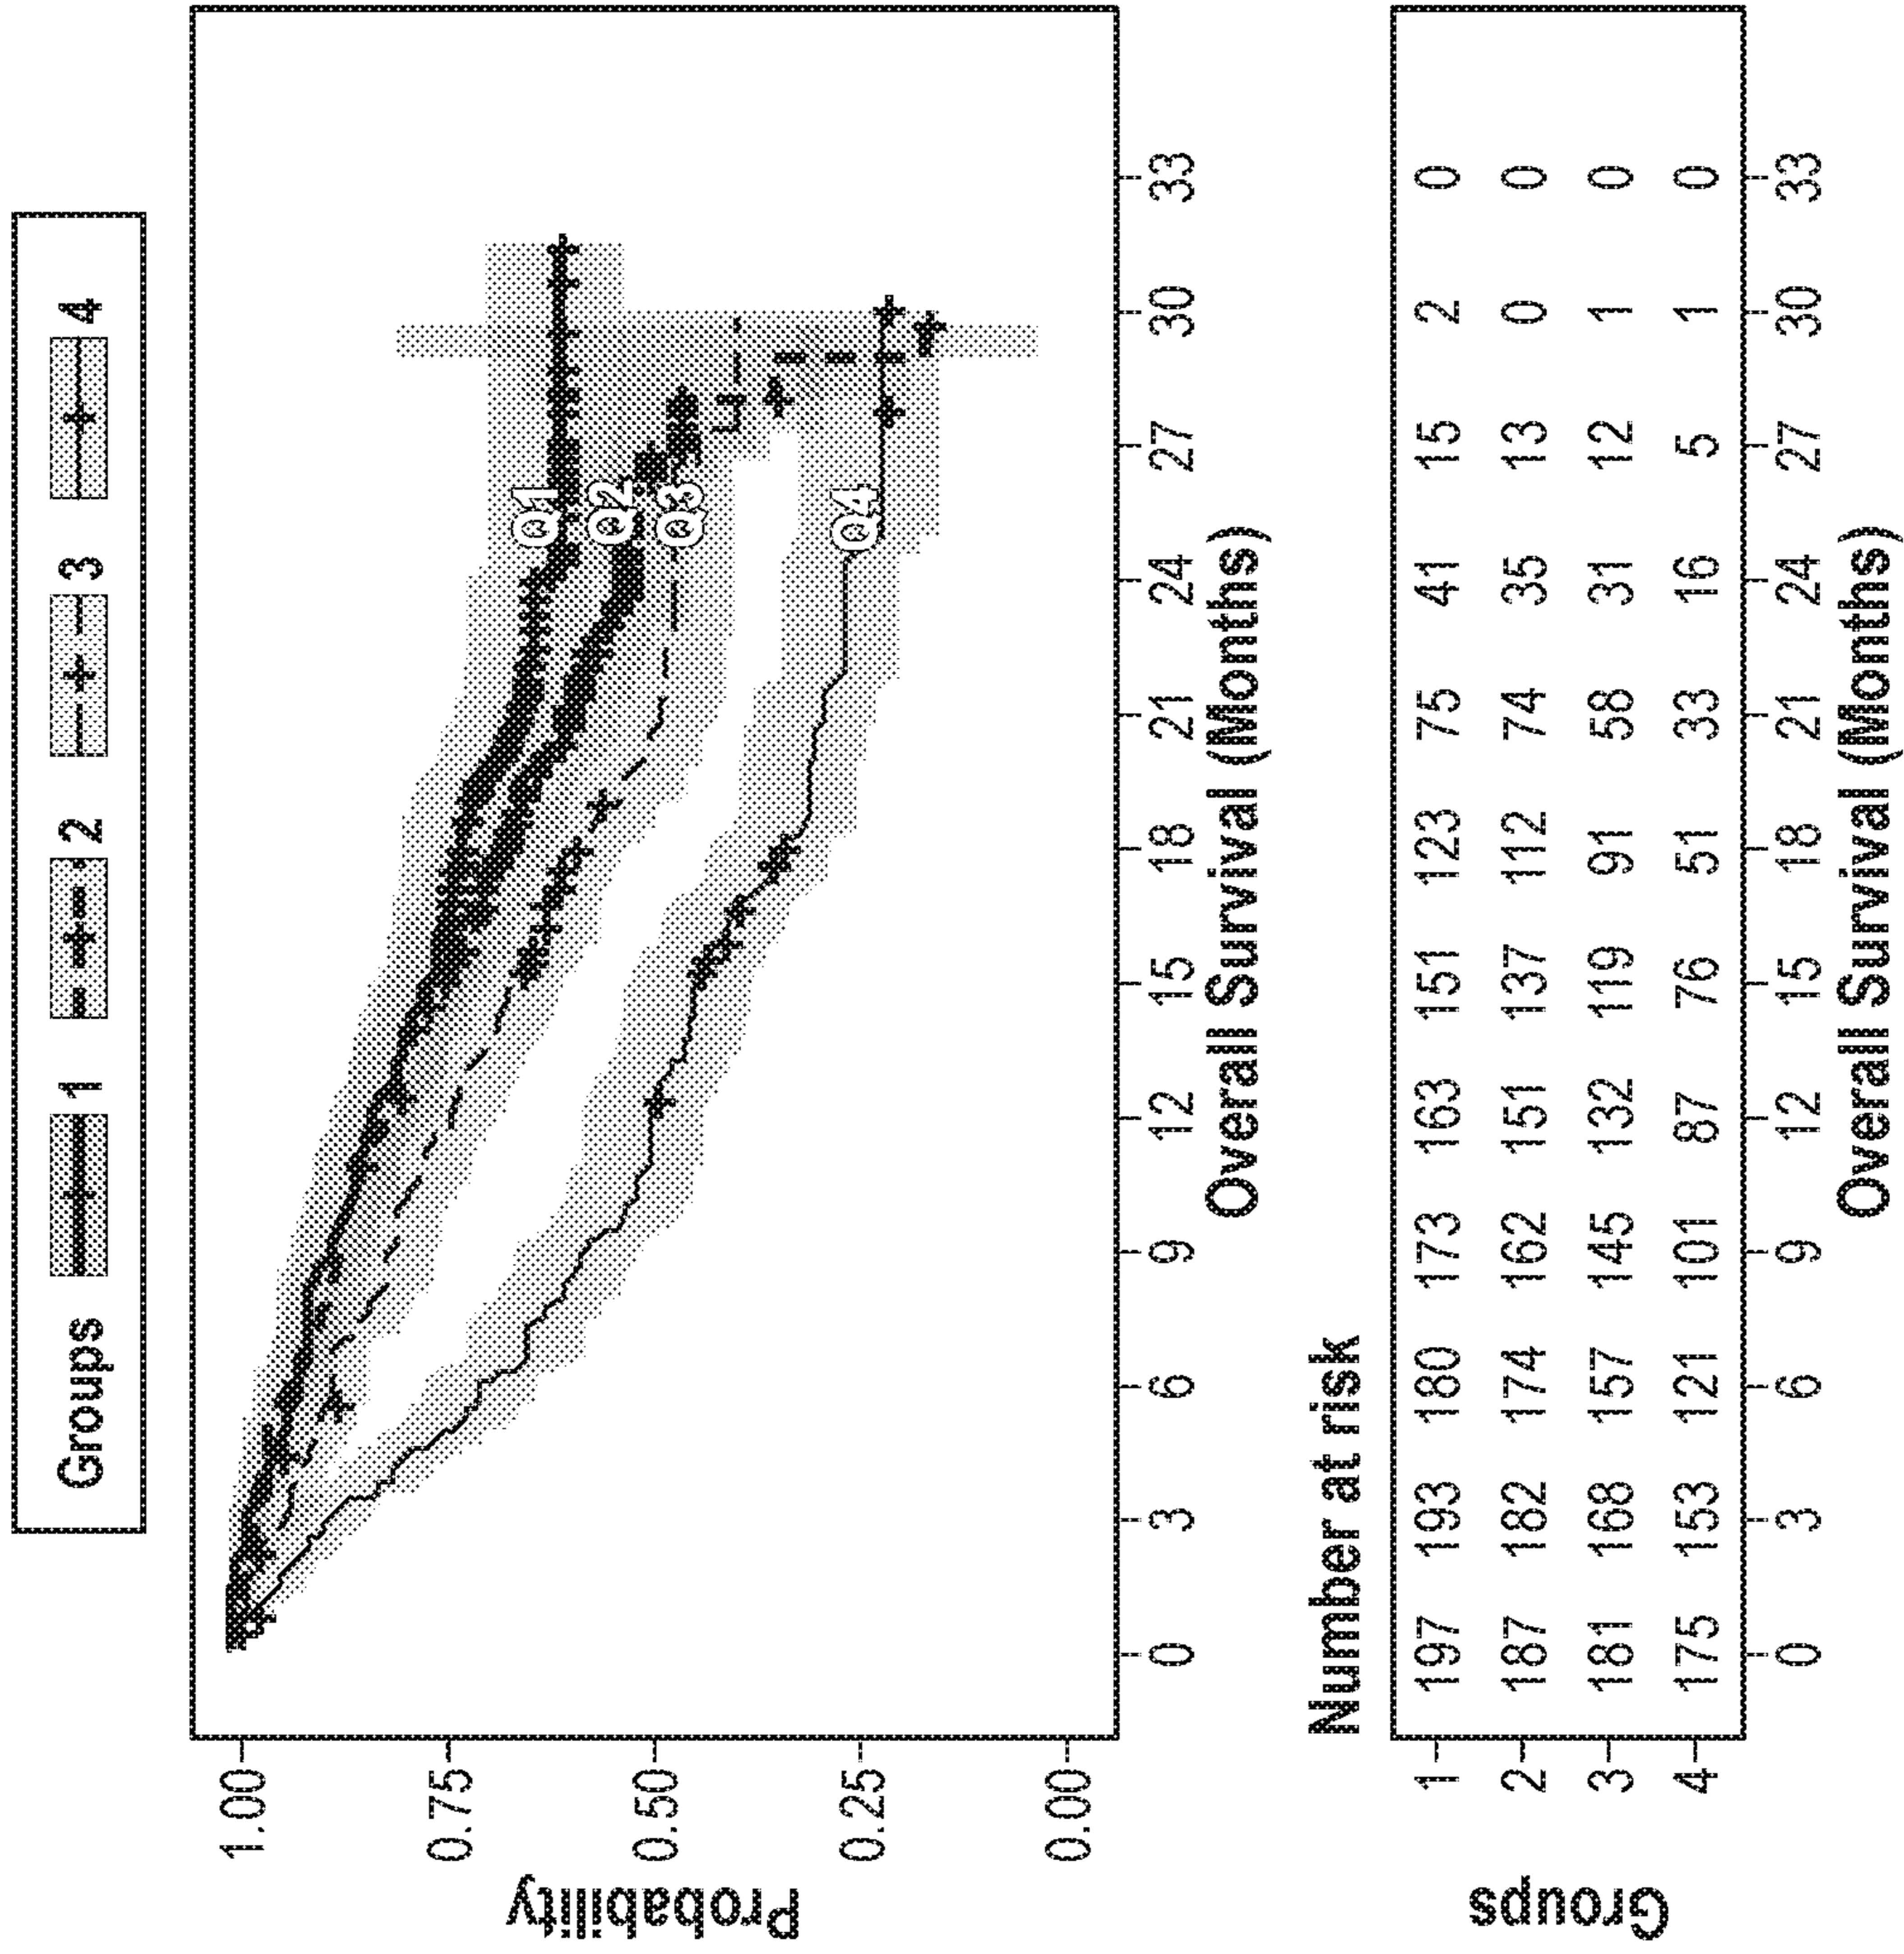 Groups 1 2 3 4
Probability
1.00
0.75
0.50
0.25
0.00
Q1
Q2
Q3
Q4
0 3 6 9 12 15 18 21 24 27 30 33
Overall Survival (Months)
Number at risk
Groups
1 197 193 180 173 163 151 123 75 41 15 2 0
2 187 182 174 162 151 137 112 74 35 13 0 0
3 181 168 157 145 132 119 91 58 31 12 1 0
4 175 153 121 101 87 76 51 33 16 5 1 0
0 3 6 9 12 15 18 21 24 27 30 33
Overall Survival (Months)